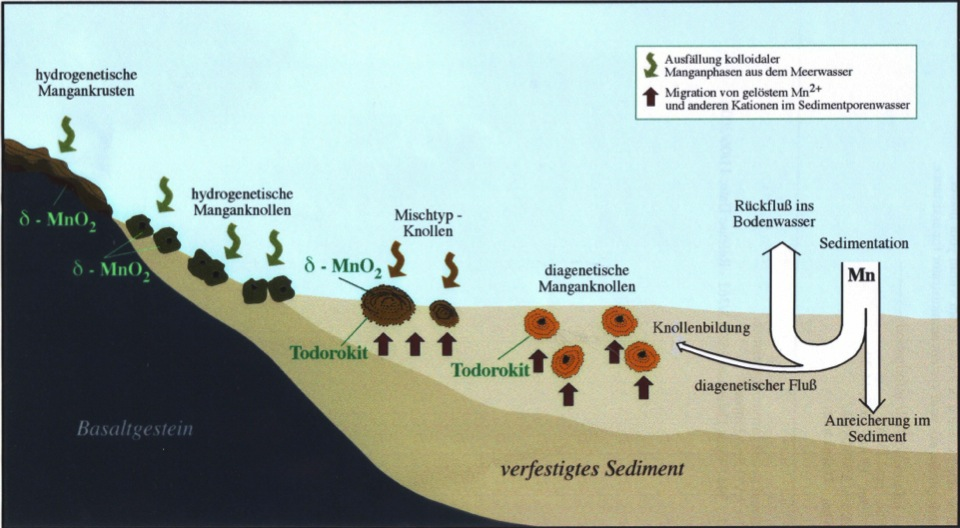 hydrogenetische
Mangankrusten
Ausfällung kolloidaler
Manganphasen aus dem Meerwasser
Migration von gelöstem Mn2+
und anderen Kationen im Sedimentporenwasser
δ - MnO2
hydrogenetische
Manganknollen
δ - MnO2
Mischtyp -
Knollen
δ - MnO2
Todorokit
diagenetische
Manganknollen
Todorokit
Rückfluß ins
Bodenwasser
Sedimentation
Mn
Knollenbildung
diagenetischer Fluß
Anreicherung im
Sediment
Basaltgestein
verfestigtes Sediment